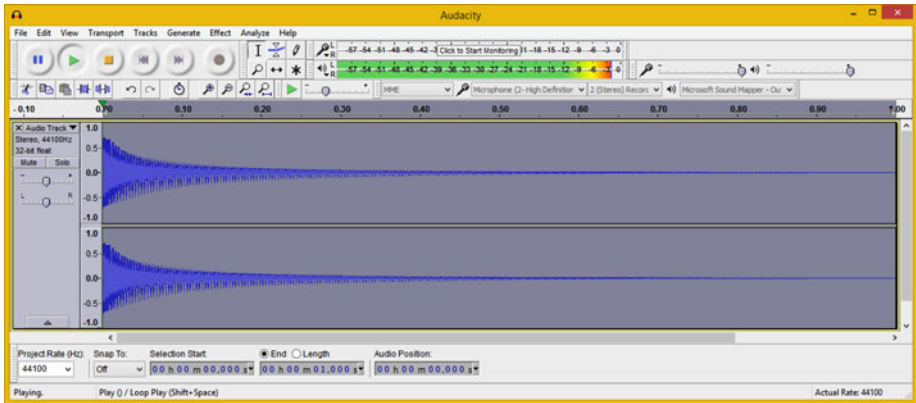 Audacity
File Edit View Transport Tracks Generate Effect Analyze Help
L R -57 -54 -51 -48 -45 -42 -3 Click to Start Monitoring 1 -18 -15 -12 -9 -6 -3 0
L R -57 -54 -51 -48 -45 -42 -39 -36 -33 -30 -27 -24 -21 -18 -15 -12 -9 -6 -3 0
MME Microphone (2- High Definitior 2 (Stereo) Recorc Microsoft Sound Mapper - Ou
-0.10 0.00 0.10 0.20 0.30 0.40 0.50 0.60 0.70 0.80 0.90 1.00
X Audio Track 1.0
Stereo, 44100Hz
32-bit float 0.5
Mute Solo
- + 0.0
L R -0.5
-1.0
1.0
0.5
0.0
-0.5
-1.0
Project Rate (Hz): Snap To: Selection Start: End Length Audio Position:
44100 Off 00 h 00 m 00,000 s 00 h 00 m 01,000 s 00 h 00 m 00,000 s
Playing. Play () / Loop Play (Shift+Space) Actual Rate: 44100